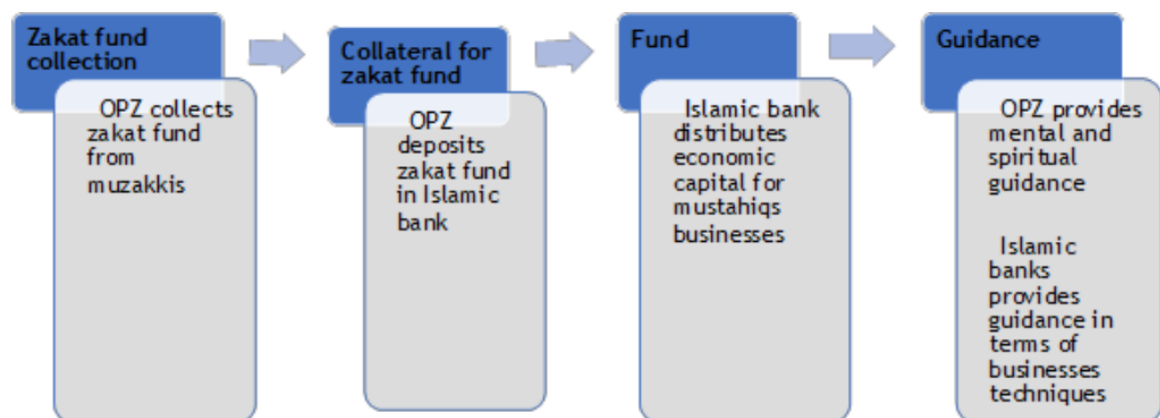 Zakat fund
collection
OPZ collects
zakat fund
from
muzakkis
Collateral for
zakat fund
OPZ
deposits
zakat fund
in Islamic
bank
Fund
Islamic bank
distributes
economic
capital for
mustahiqs
businesses
Guidance
OPZ provides
mental and
spiritual
guidance
Islamic
banks
provides
guidance in
terms of
businesses
techniques